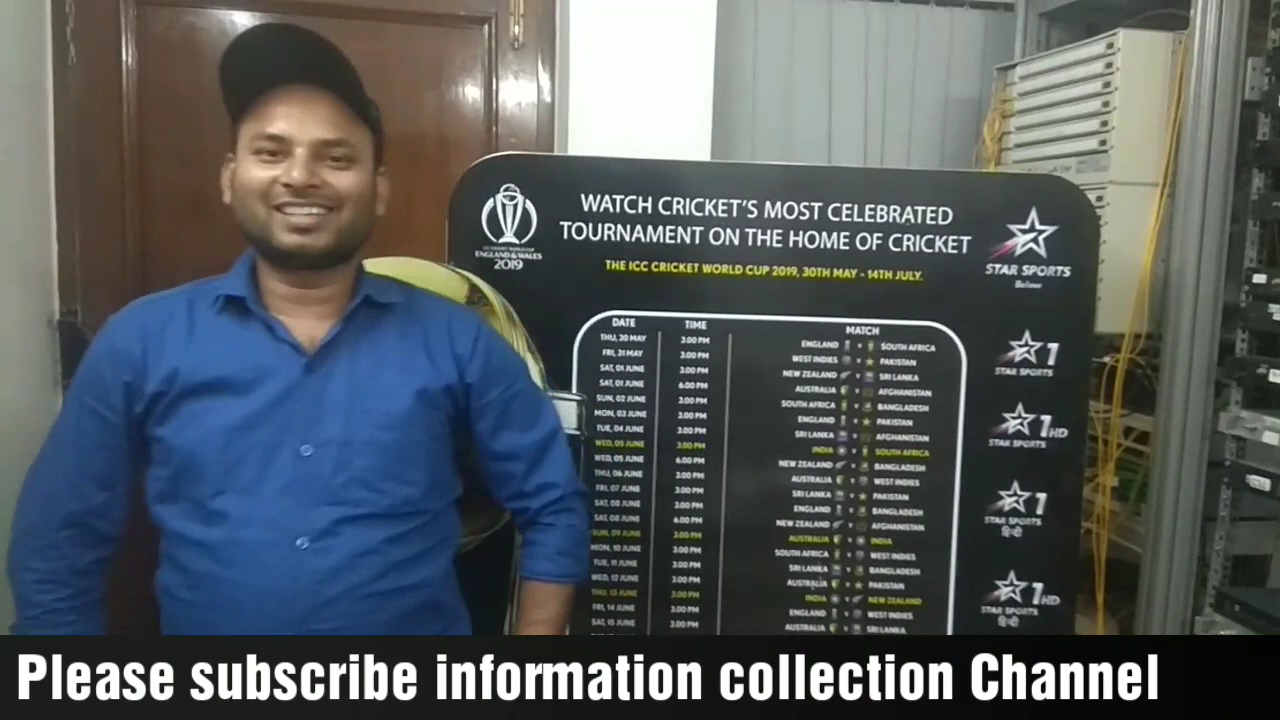 WATCH CRICKET'S MOST CELEBRATED
TOURNAMENT ON THE HOME OF CRICKET
THE ICC CRICKET WORLD CUP 2019, 30TH MAY - 14TH JULY.
ICC CRICKET WORLD CUP
ENGLAND & WALES
2019
STAR SPORTS
Believe
DATE TIME MATCH
THU, 30 MAY 3.00 PM ENGLAND v SOUTH AFRICA
FRI, 31 MAY 3.00 PM WEST INDIES v PAKISTAN
SAT, 01 JUNE 3.00 PM NEW ZEALAND v SRI LANKA
SAT, 01 JUNE 6.00 PM AUSTRALIA v AFGHANISTAN
SUN, 02 JUNE 3.00 PM SOUTH AFRICA v BANGLADESH
MON, 03 JUNE 3.00 PM ENGLAND v PAKISTAN
TUE, 04 JUNE 3.00 PM SRI LANKA v AFGHANISTAN
WED, 05 JUNE 3.00 PM INDIA v SOUTH AFRICA
WED, 05 JUNE 6.00 PM NEW ZEALAND v BANGLADESH
THU, 06 JUNE 3.00 PM AUSTRALIA v WEST INDIES
FRI, 07 JUNE 3.00 PM SRI LANKA v PAKISTAN
SAT, 08 JUNE 3.00 PM ENGLAND v BANGLADESH
SAT, 08 JUNE 6.00 PM NEW ZEALAND v AFGHANISTAN
SUN, 09 JUNE 3.00 PM AUSTRALIA v INDIA
MON, 10 JUNE 3.00 PM SOUTH AFRICA v WEST INDIES
TUE, 11 JUNE 3.00 PM SRI LANKA v BANGLADESH
WED, 12 JUNE 3.00 PM AUSTRALIA v PAKISTAN
THU, 13 JUNE 3.00 PM INDIA v NEW ZEALAND
FRI, 14 JUNE 3.00 PM ENGLAND v WEST INDIES
SAT, 15 JUNE 3.00 PM AUSTRALIA v SRI LANKA
1
STAR SPORTS
1HD
STAR SPORTS
1
STAR SPORTS
हिन्दी
1HD
STAR SPORTS
हिन्दी
Please subscribe information collection Channel